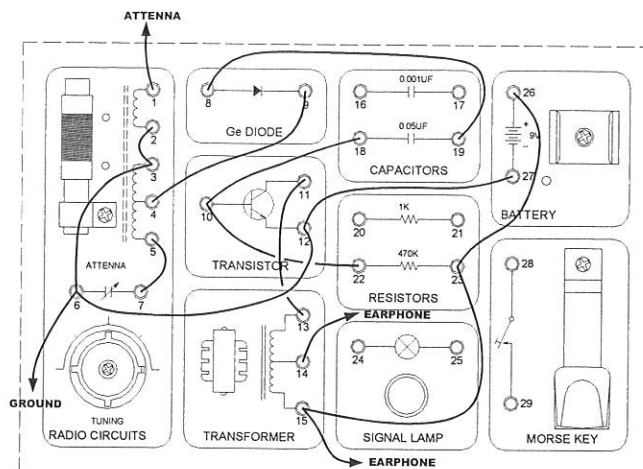 ATTENNA
1
2
3
4
5
ATTENNA
6
7
GROUND
TUNING
RADIO CIRCUITS
8
9
Ge DIODE
10
11
12
TRANSISTOR
13
14
15
TRANSFORMER
EARPHONE
EARPHONE
0.001UF
16
17
0.05UF
18
19
CAPACITORS
1K
20
21
470K
22
23
RESISTORS
24
25
SIGNAL LAMP
26
+
9V
-
27
BATTERY
28
29
MORSE KEY